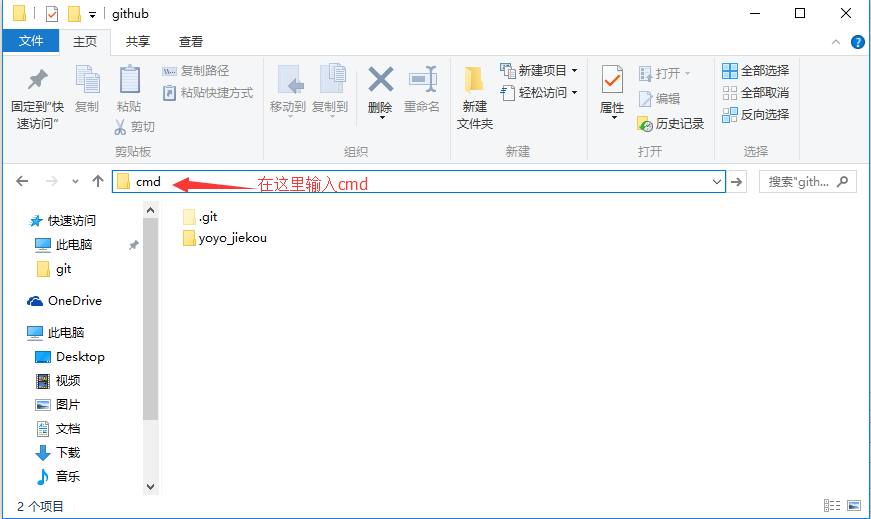 github
文件 主页 共享 查看
固定到"快速访问"
复制
粘贴
剪切
复制路径
粘贴快捷方式
剪贴板
移动到
复制到
删除
重命名
组织
新建文件夹
新建项目
轻松访问
新建
属性
打开
编辑
历史记录
打开
全部选择
全部取消
反向选择
选择
cmd
在这里输入cmd
搜索"gith...
快速访问
此电脑
git
OneDrive
此电脑
Desktop
视频
图片
文档
下载
音乐
.git
yoyo_jiekou
2 个项目